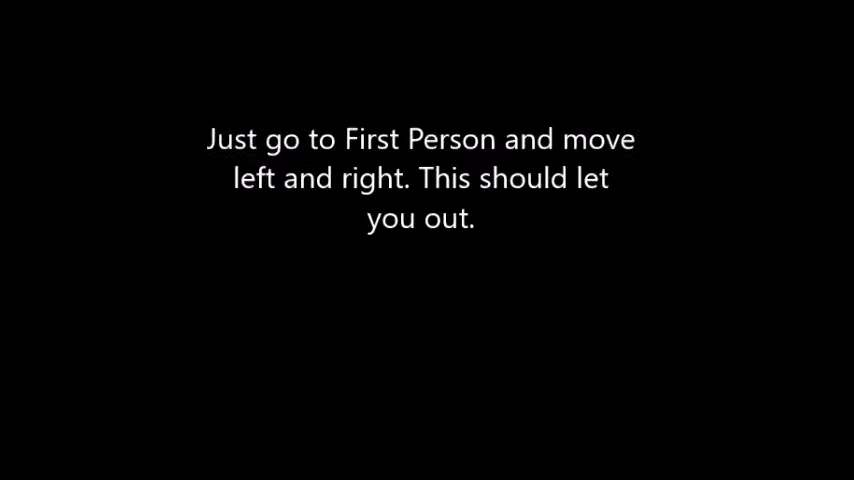 Just go to First Person and move
left and right. This should let
you out.